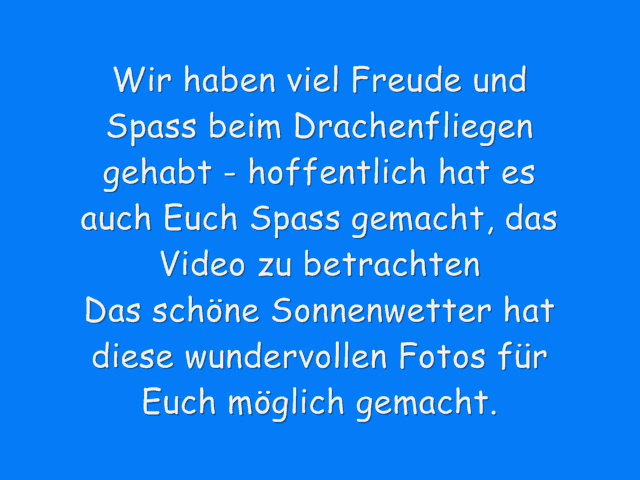 Wir haben viel Freude und
Spass beim Drachenfliegen
gehabt - hoffentlich hat es
auch Euch Spass gemacht, das
Video zu betrachten
Das schöne Sonnenwetter hat
diese wundervollen Fotos für
Euch möglich gemacht.